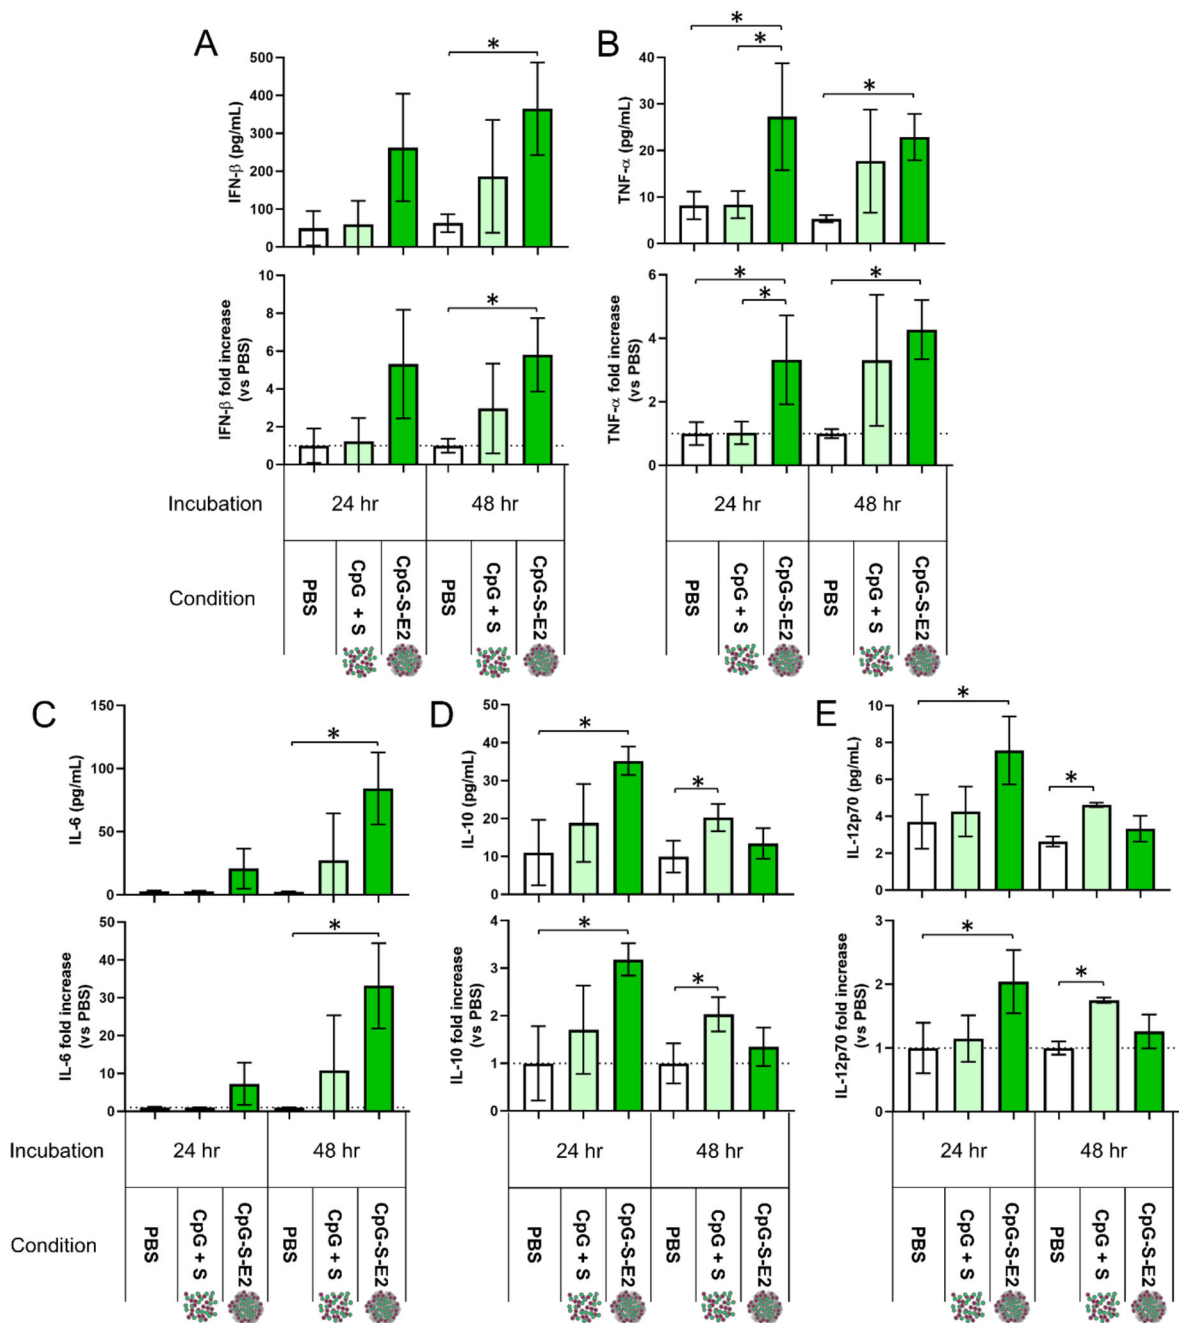 A
IFN-β (pg/mL)
500
400
300
200
100
0
*
IFN-β fold increase
(vs PBS)
10
8
6
4
2
0
*
B
TNF-α (pg/mL)
40
30
20
10
0
*
*
*
TNF-α fold increase
(vs PBS)
6
4
2
0
*
*
*
Incubation
24 hr
48 hr
24 hr
48 hr
Condition
PBS
CpG + S
CpG-S-E2
PBS
CpG + S
CpG-S-E2
PBS
CpG + S
CpG-S-E2
PBS
CpG + S
CpG-S-E2
C
IL-6 (pg/mL)
150
100
50
0
*
IL-6 fold increase
(vs PBS)
50
40
30
20
10
0
*
D
IL-10 (pg/mL)
50
40
30
20
10
0
*
*
IL-10 fold increase
(vs PBS)
4
3
2
1
0
*
*
E
IL-12p70
(pg/mL)
10
8
6
4
2
0
*
*
IL-12p70 fold increase
(vs PBS)
3
2
1
0
*
*
Incubation
24 hr
48 hr
24 hr
48 hr
24 hr
48 hr
Condition
PBS
CpG + S
CpG-S-E2
PBS
CpG + S
CpG-S-E2
PBS
CpG + S
CpG-S-E2
PBS
CpG + S
CpG-S-E2
PBS
CpG + S
CpG-S-E2
PBS
CpG + S
CpG-S-E2